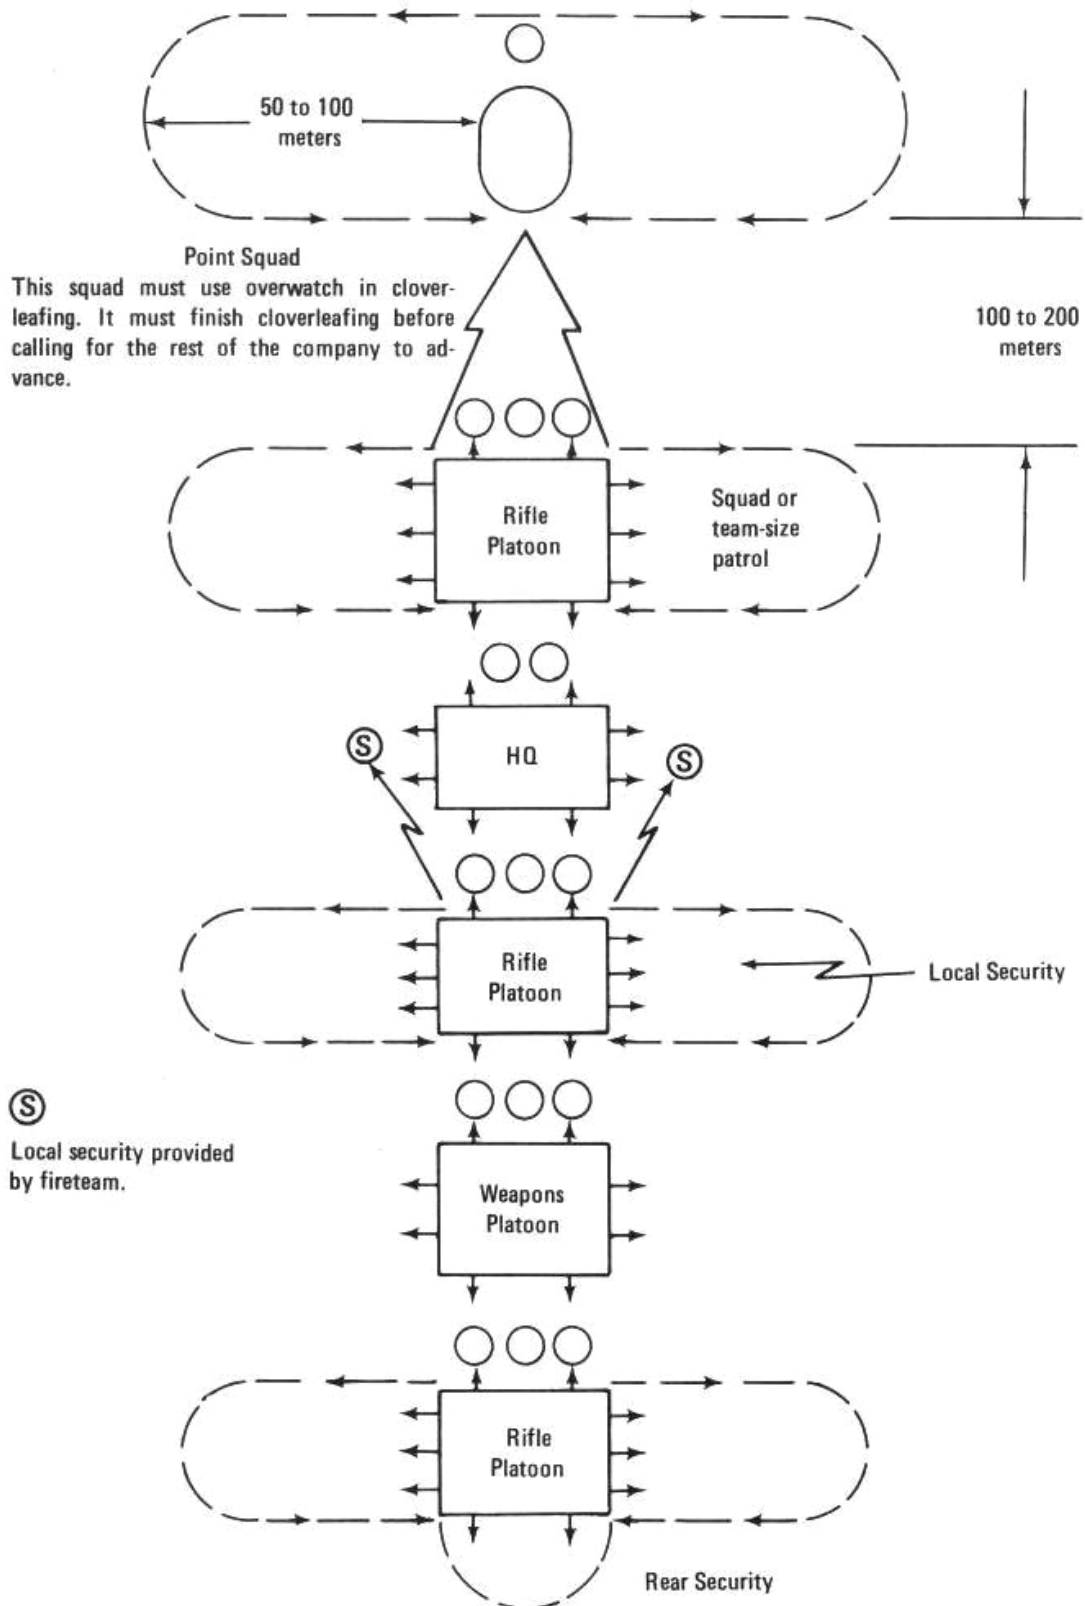 50 to 100
meters
Point Squad
This squad must use overwatch in clover-
leafing. It must finish cloverleafing before
calling for the rest of the company to ad-
vance.
100 to 200
meters
Rifle
Platoon
Squad or
team-size
patrol
HQ
S
S
Rifle
Platoon
Local Security
S
Local security provided
by fireteam.
Weapons
Platoon
Rifle
Platoon
Rear Security